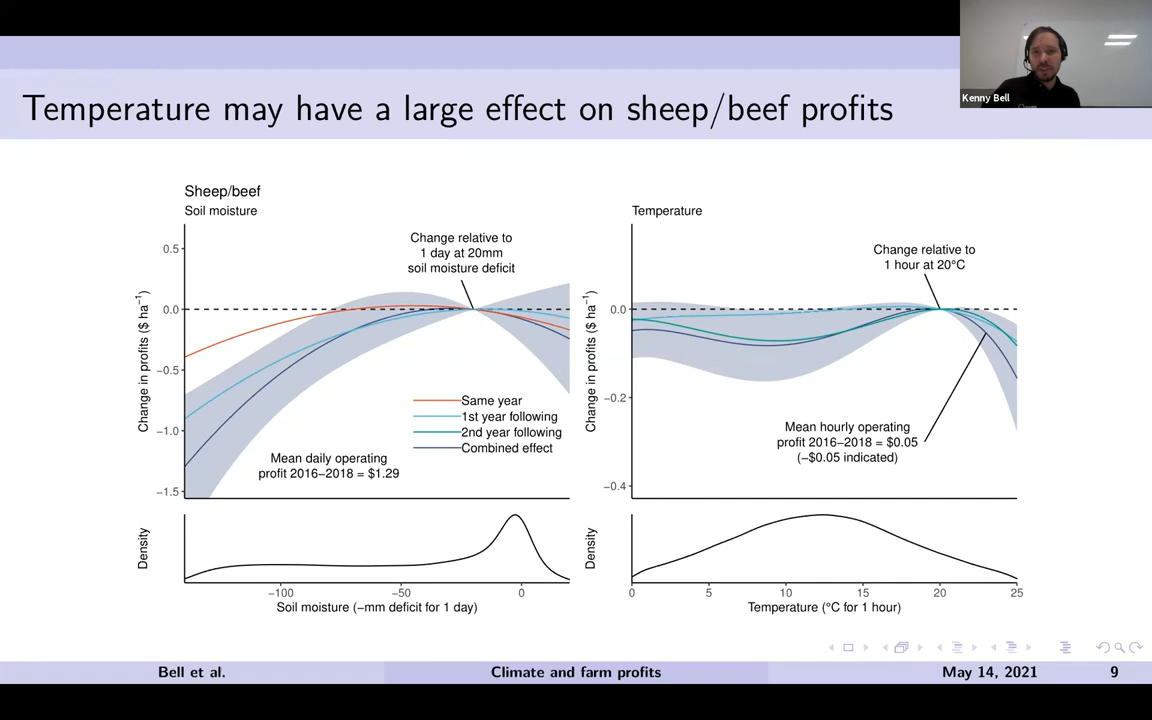 Kenny Bell
Temperature may have a large effect on sheep/beef profits
Sheep/beef
Soil moisture
Change in profits ($ ha⁻¹)
0.5
0.0
−0.5
−1.0
−1.5
Change relative to
1 day at 20mm
soil moisture deficit
Same year
1st year following
2nd year following
Combined effect
Mean daily operating
profit 2016−2018 = $1.29
Density
−100
−50
0
Soil moisture (−mm deficit for 1 day)
Temperature
Change in profits ($ ha⁻¹)
0.0
−0.2
−0.4
Change relative to
1 hour at 20°C
Mean hourly operating
profit 2016−2018 = $0.05
(−$0.05 indicated)
Density
0
5
10
15
20
25
Temperature (°C for 1 hour)
Bell et al.
Climate and farm profits
May 14, 2021
9